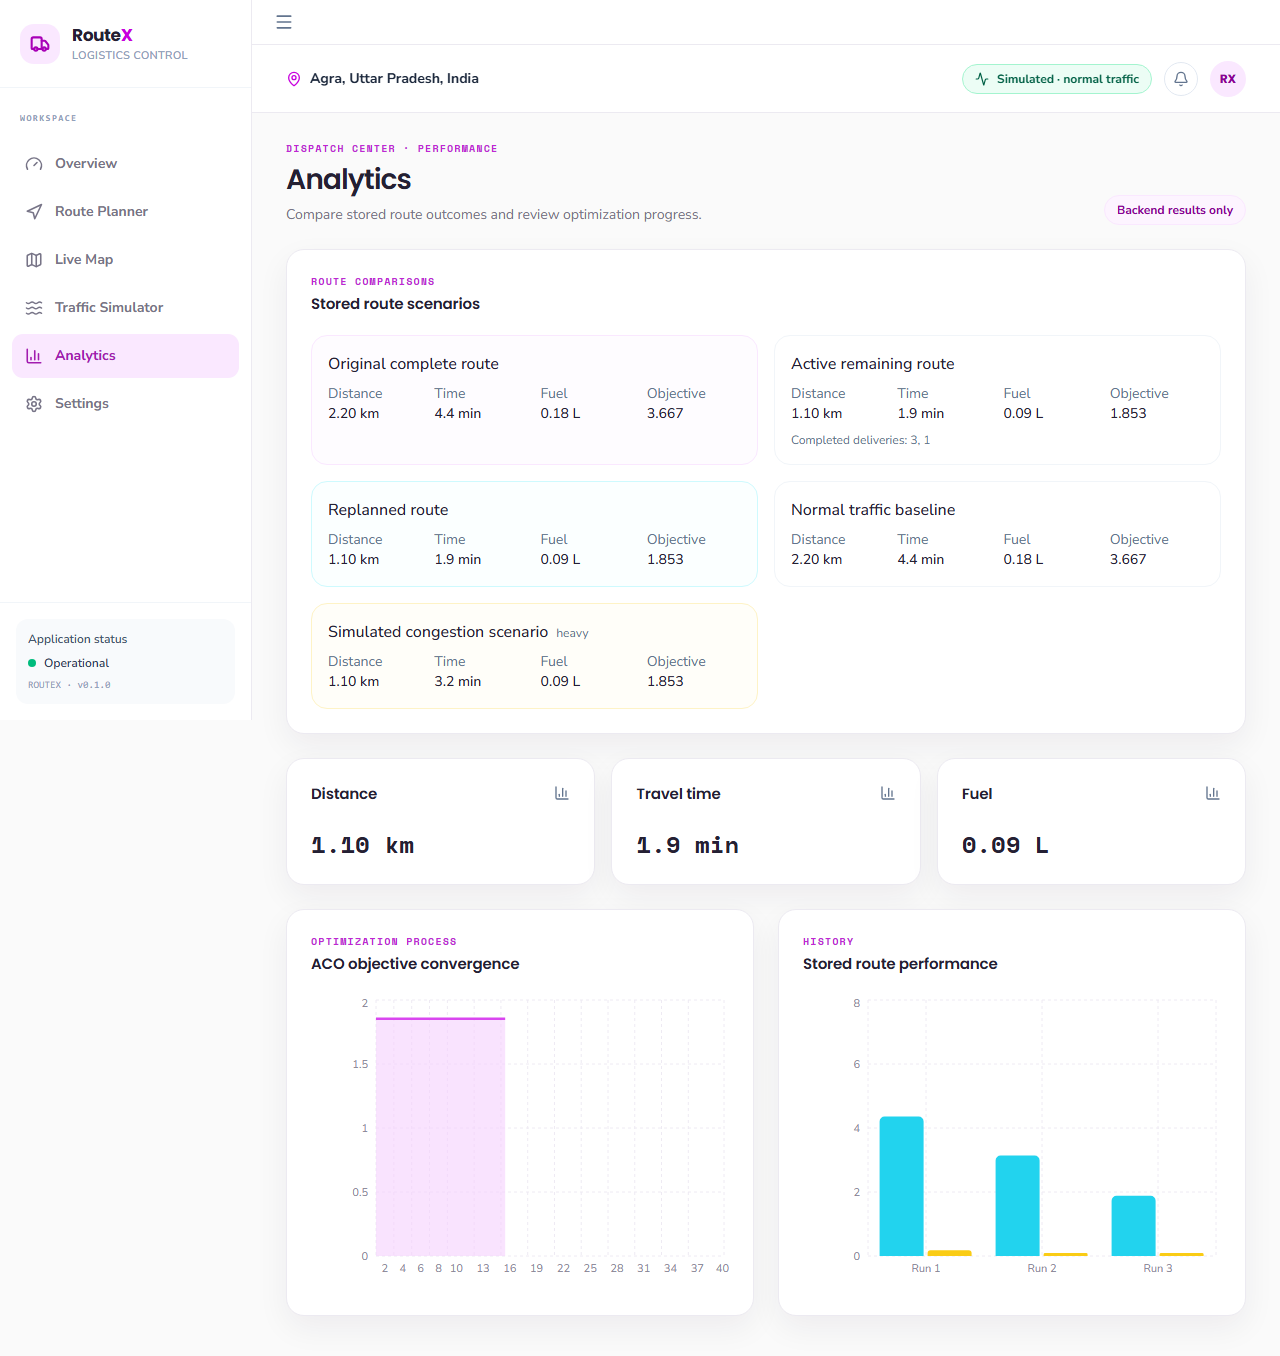 RouteX
LOGISTICS CONTROL
WORKSPACE
Overview
Route Planner
Live Map
Traffic Simulator
Analytics
Settings
Application status
Operational
ROUTEX · v0.1.0
Agra, Uttar Pradesh, India
Simulated · normal traffic
RX
DISPATCH CENTER · PERFORMANCE
Analytics
Compare stored route outcomes and review optimization progress.
Backend results only
ROUTE COMPARISONS
Stored route scenarios
Original complete route
Distance Time Fuel Objective
2.20 km 4.4 min 0.18 L 3.667
Active remaining route
Distance Time Fuel Objective
1.10 km 1.9 min 0.09 L 1.853
Completed deliveries: 3, 1
Replanned route
Distance Time Fuel Objective
1.10 km 1.9 min 0.09 L 1.853
Normal traffic baseline
Distance Time Fuel Objective
2.20 km 4.4 min 0.18 L 3.667
Simulated congestion scenario heavy
Distance Time Fuel Objective
1.10 km 3.2 min 0.09 L 1.853
Distance
1.10 km
Travel time
1.9 min
Fuel
0.09 L
OPTIMIZATION PROCESS
ACO objective convergence
2
1.5
1
0.5
0
2 4 6 8 10 13 16 19 22 25 28 31 34 37 40
HISTORY
Stored route performance
8
6
4
2
0
Run 1 Run 2 Run 3